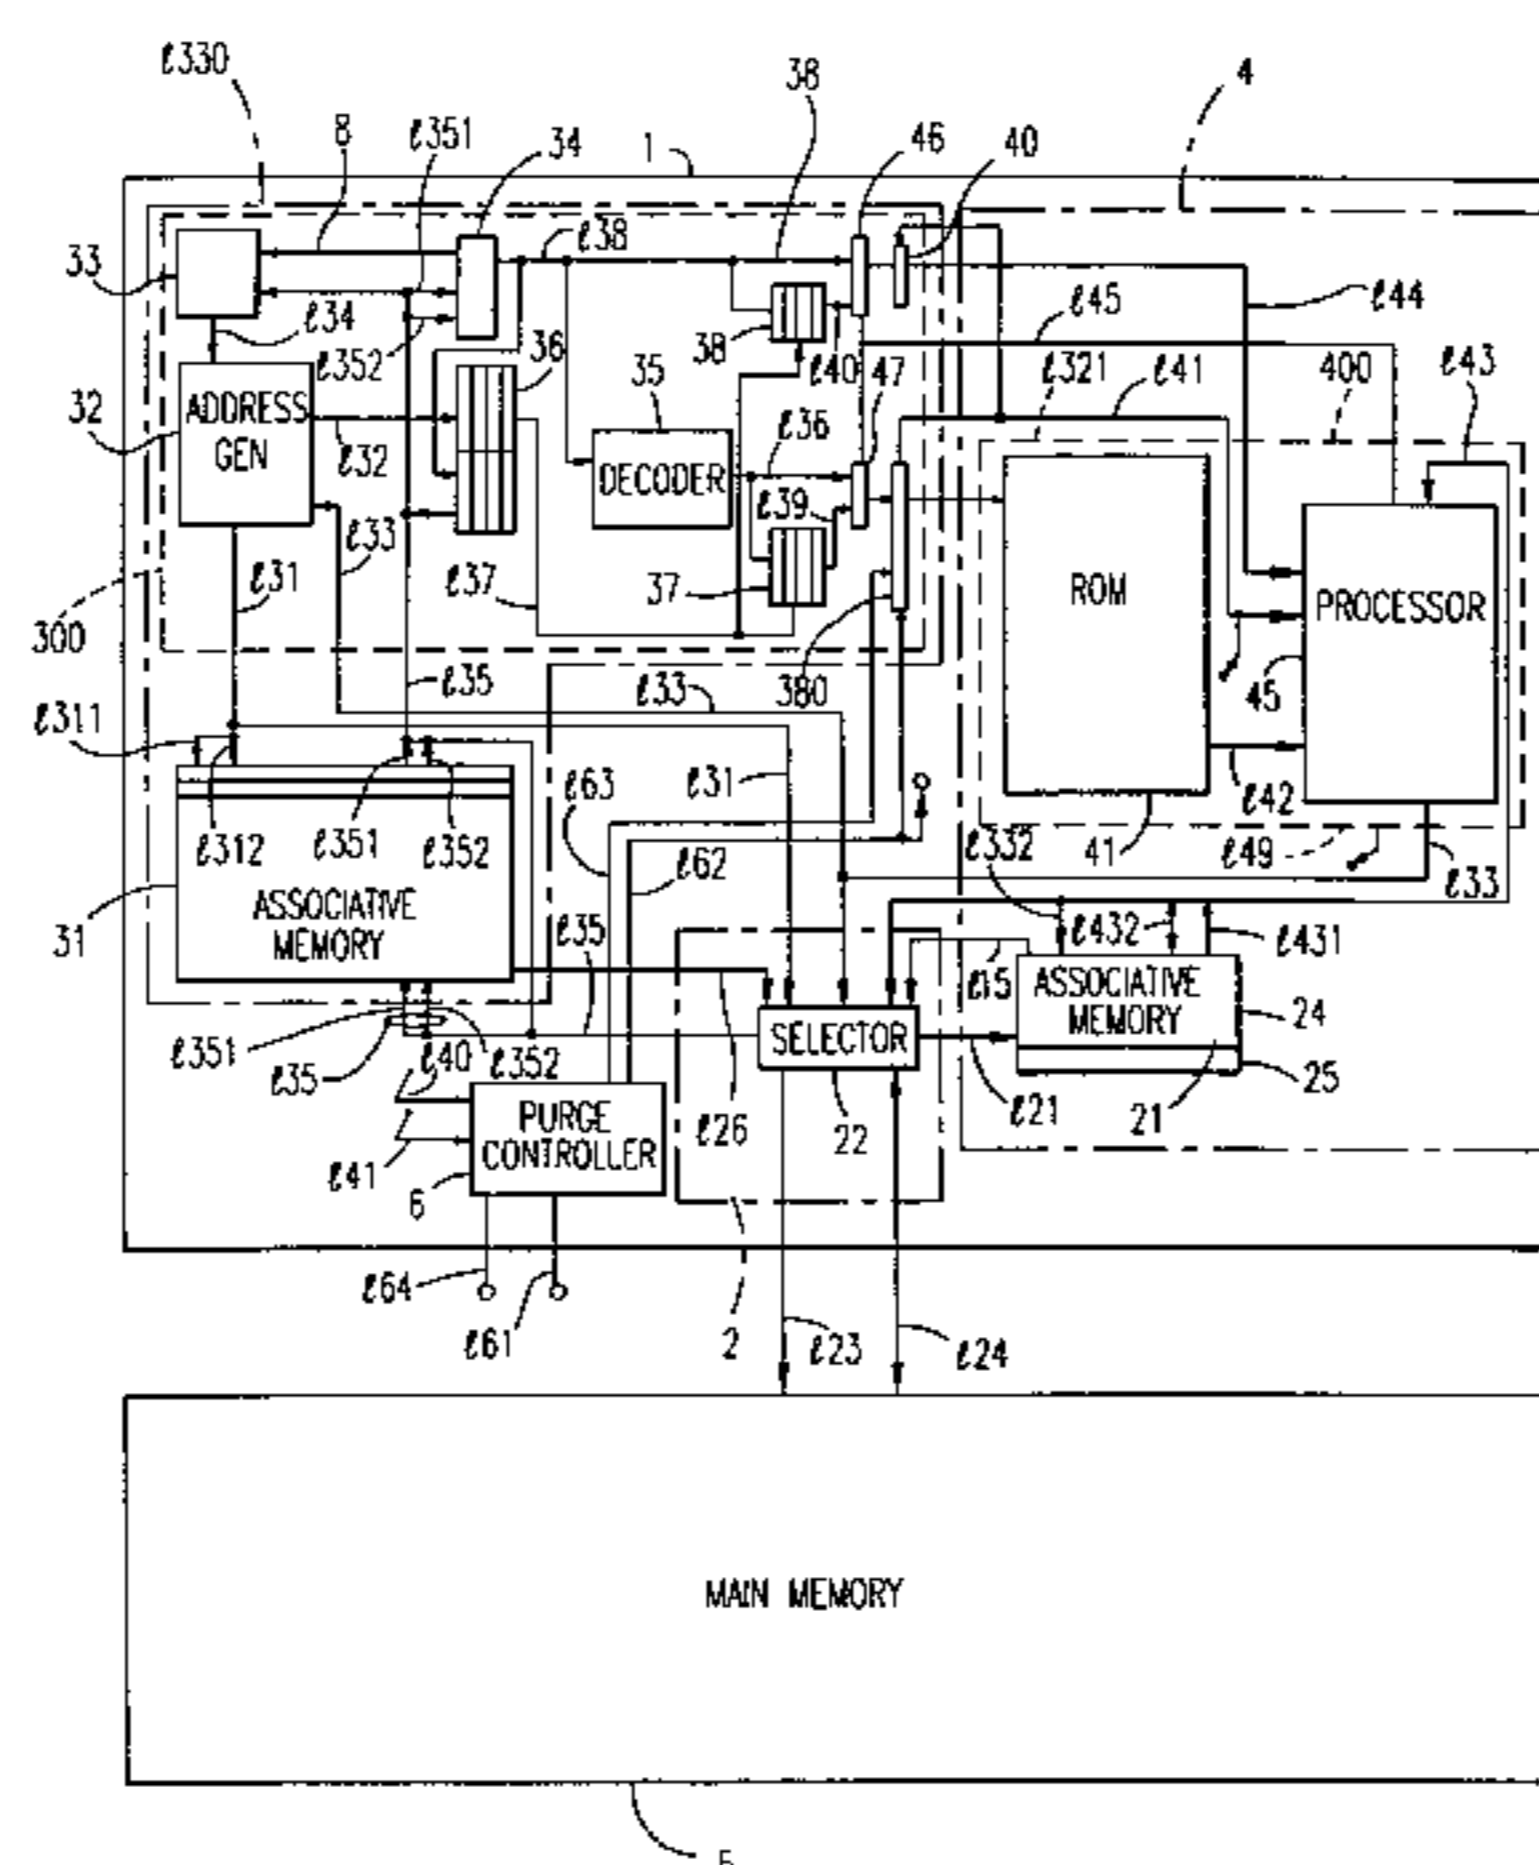 ℓ330
4
38
8
ℓ351
34
1
46
40
ℓ38
33
ℓ34
ℓ44
ℓ45
38
ℓ352
36
ℓ40
47
ℓ321
ℓ41
400
ℓ43
35
32
ADDRESS
GEN
ℓ32
ℓ36
DECODER
ℓ39
ℓ33
ℓ31
ℓ37
37
ROM
PROCESSOR
300
ℓ35
ℓ33
380
45
ℓ311
ℓ31
ℓ63
ℓ42
ℓ312
ℓ351
ℓ352
ℓ62
ℓ332
41
ℓ49
ℓ33
31
ASSOCIATIVE
MEMORY
ℓ35
ℓ432
ℓ431
ℓ15
ASSOCIATIVE
MEMORY
24
SELECTOR
ℓ351
ℓ40
ℓ352
ℓ35
25
PURGE
CONTROLLER
ℓ26
22
ℓ21
21
ℓ41
6
ℓ64
ℓ61
2
ℓ23
ℓ24
MAIN MEMORY